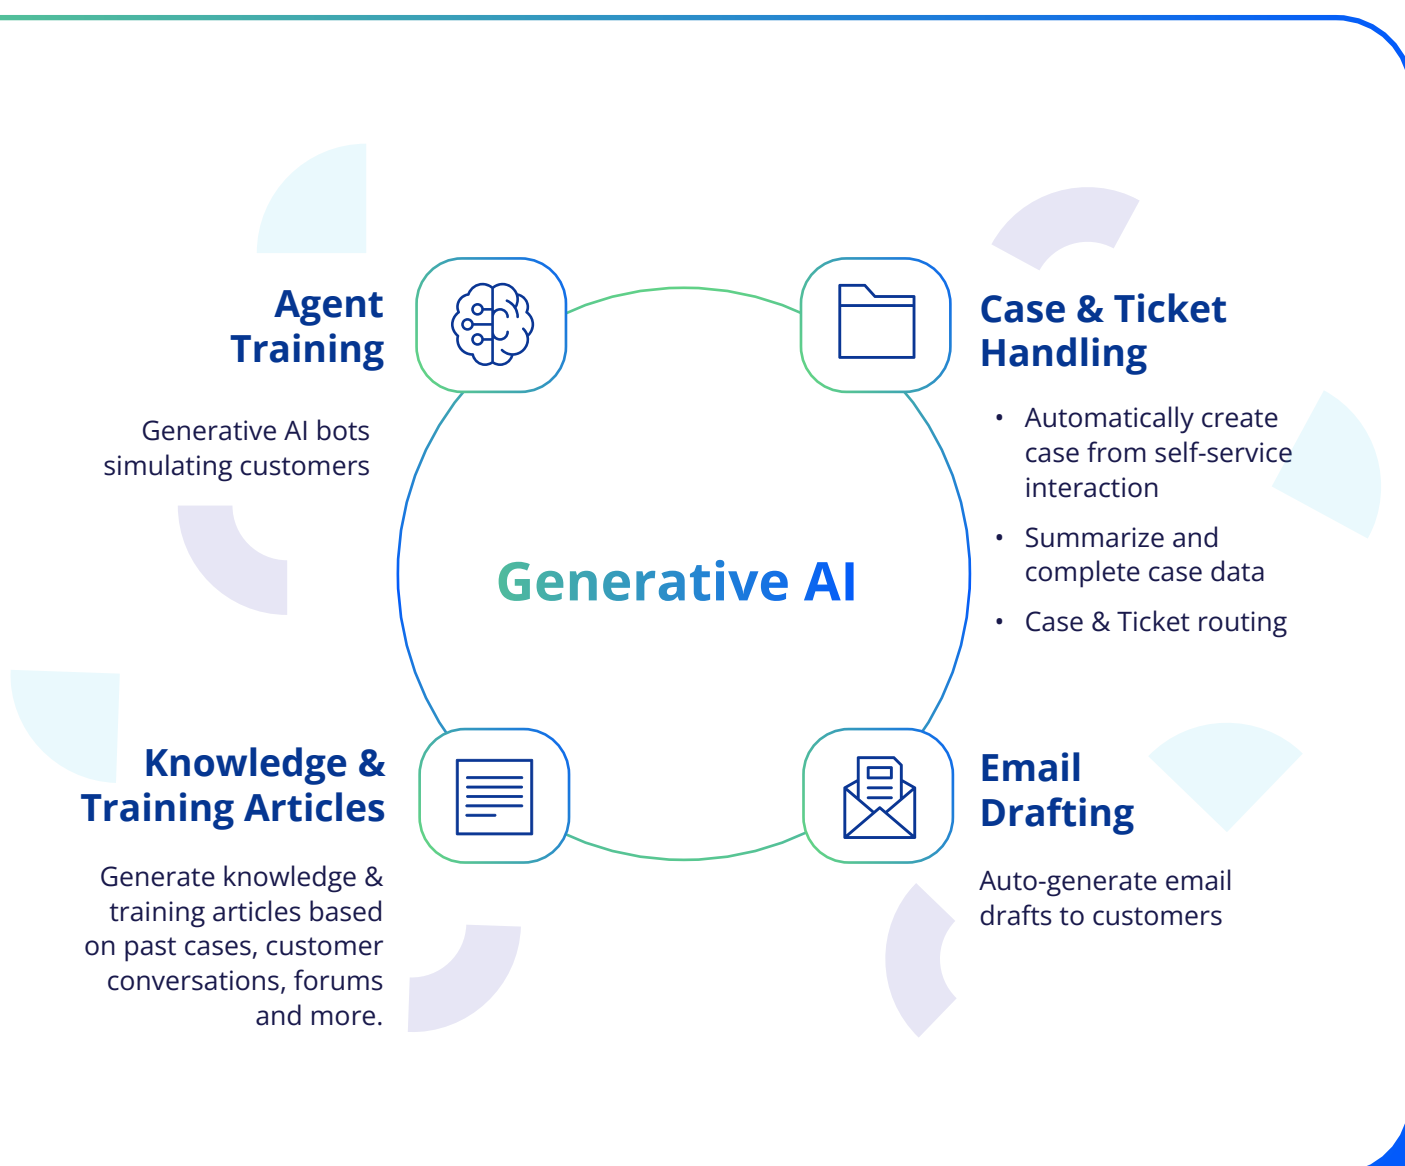 Agent
Training
Generative AI bots
simulating customers
Case & Ticket
Handling
• Automatically create
case from self-service
interaction
• Summarize and
complete case data
• Case & Ticket routing
Generative AI
Knowledge &
Training Articles
Generate knowledge &
training articles based
on past cases, customer
conversations, forums
and more.
Email
Drafting
Auto-generate email
drafts to customers